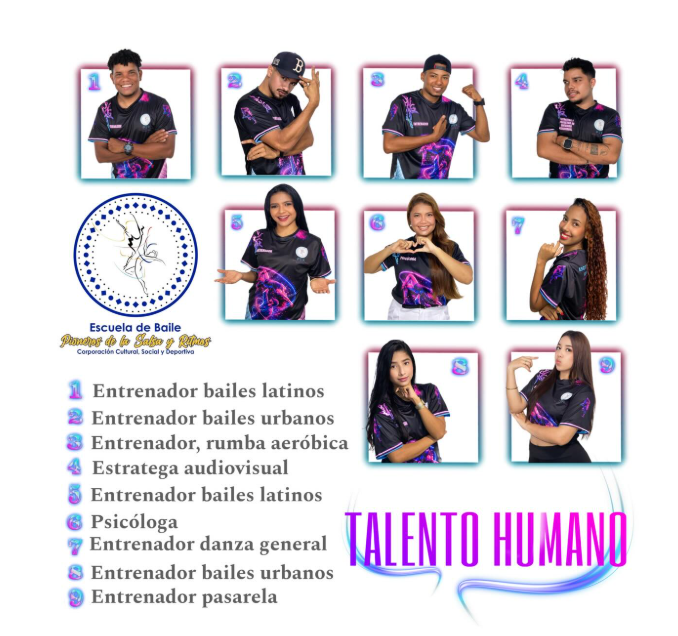 1
2
3
4
5
6
7
8
9
Escuela de Baile
Pioneros de la Salsa y Ritmos
Corporación Cultural, Social y Deportiva
1 Entrenador bailes latinos
2 Entrenador bailes urbanos
3 Entrenador, rumba aeróbica
4 Estratega audiovisual
5 Entrenador bailes latinos
6 Psicóloga
7 Entrenador danza general
8 Entrenador bailes urbanos
9 Entrenador pasarela
TALENTO HUMANO